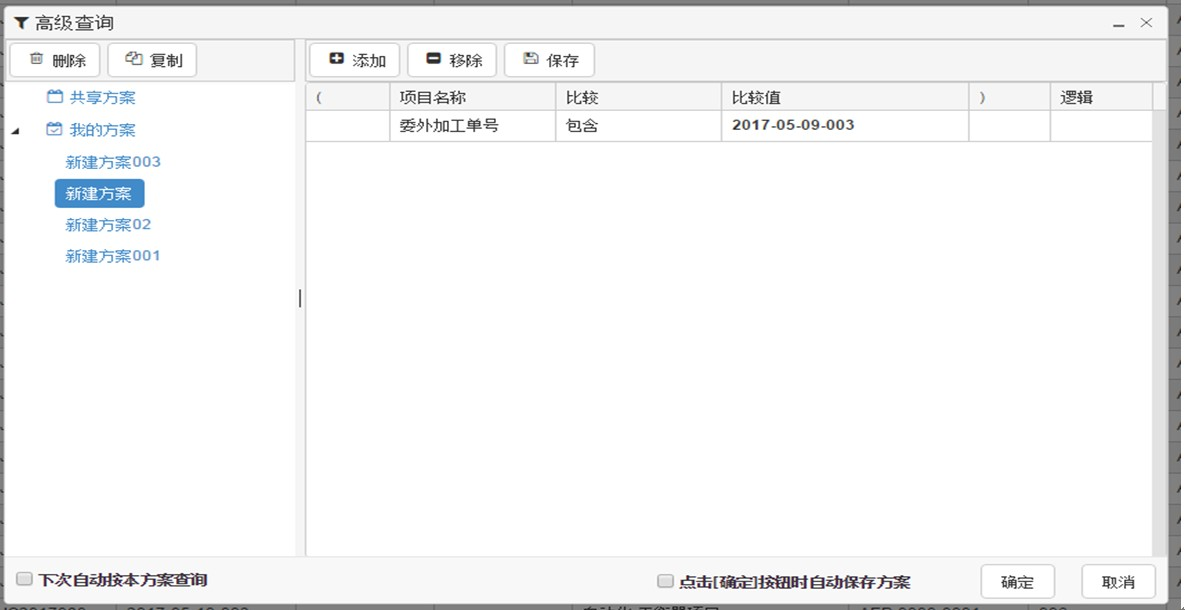 高级查询
删除 复制 添加 移除 保存
共享方案
我的方案
新建方案003
新建方案
新建方案02
新建方案001
( 项目名称 比较 比较值 ) 逻辑
委外加工单号 包含 2017-05-09-003
下次自动按本方案查询 点击[确定]按钮时自动保存方案 确定 取消